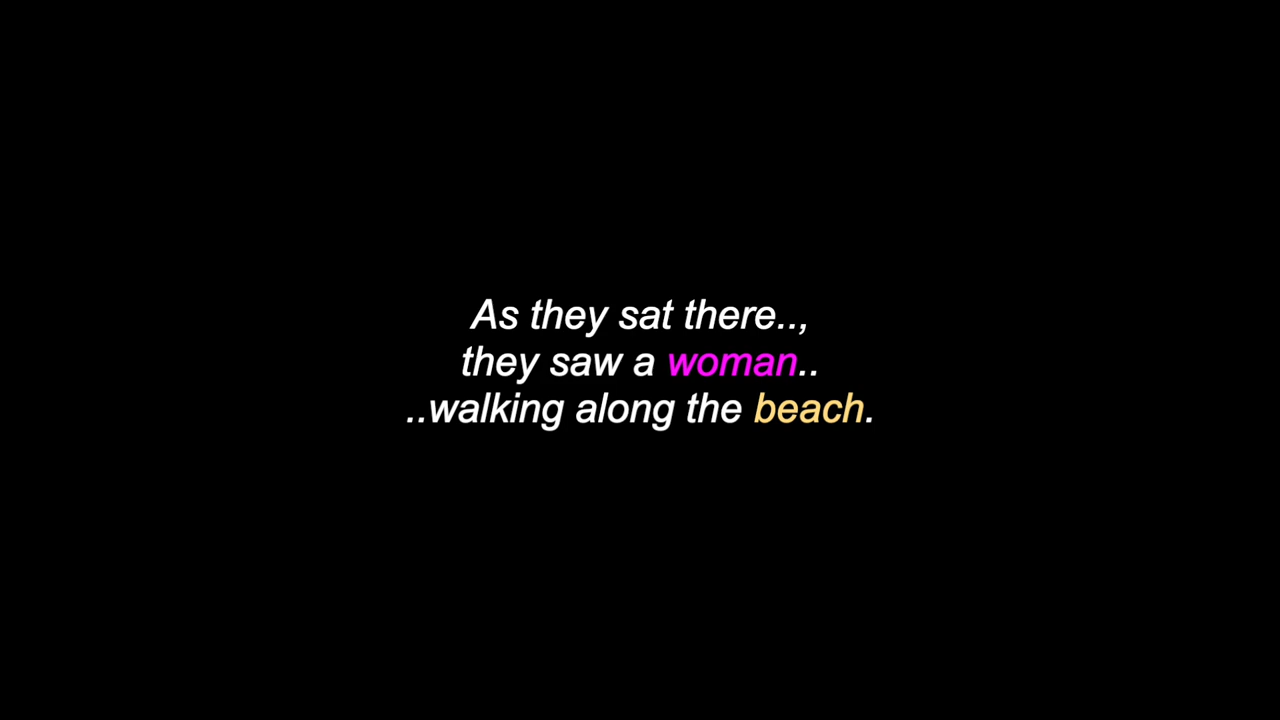 As they sat there..,
they saw a woman..
..walking along the beach.